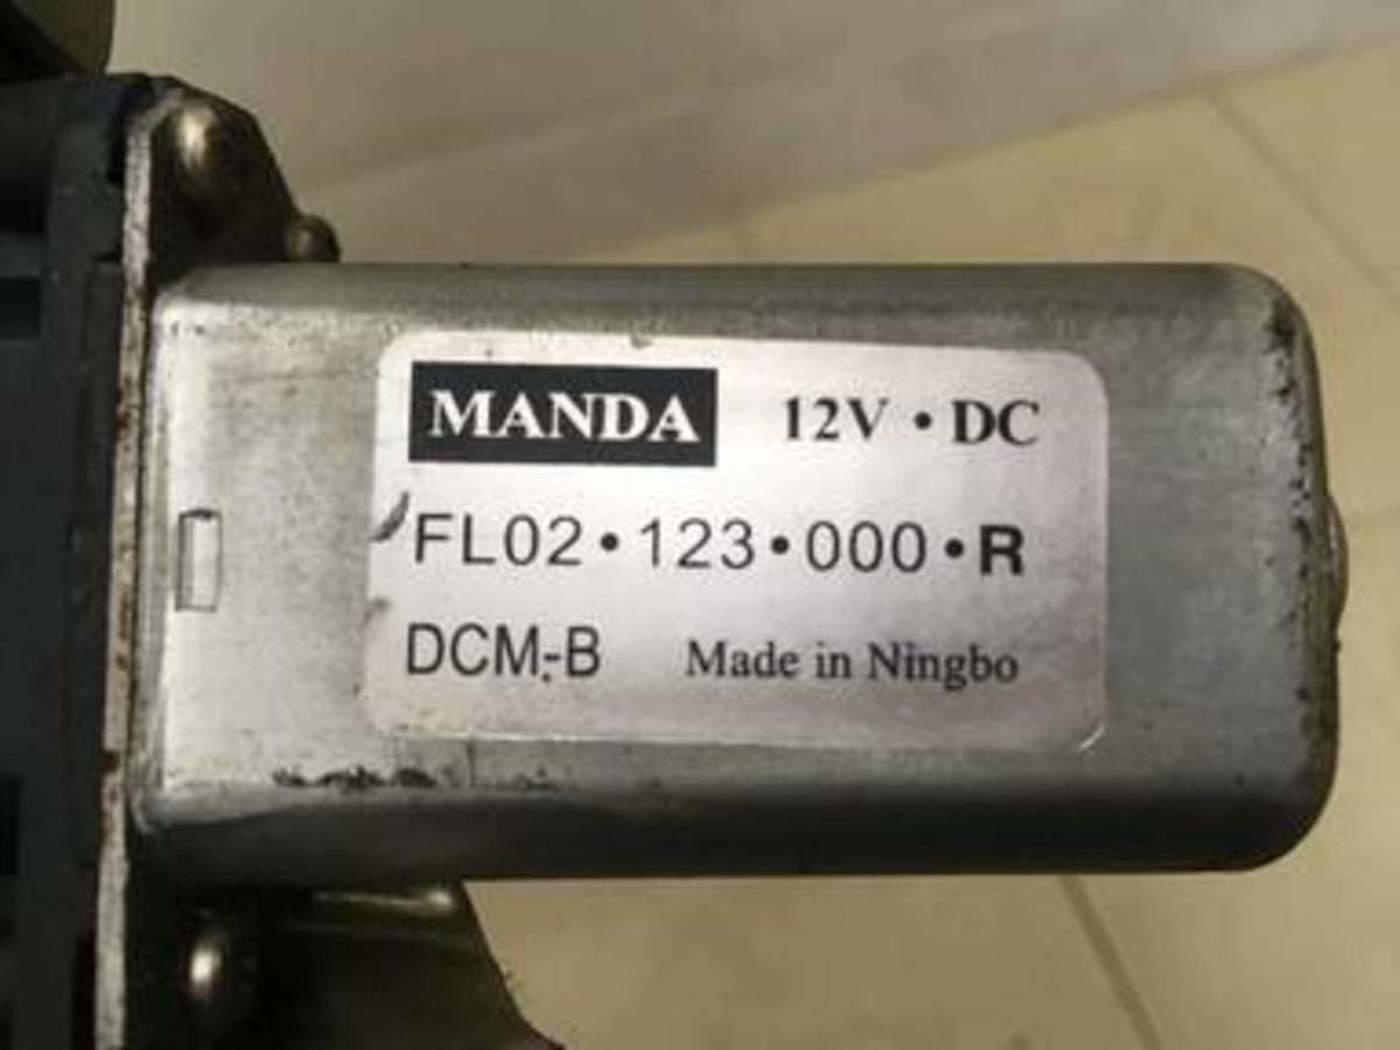 MANDA 12V • DC
FL02•123•000•R
DCM-B Made in Ningbo